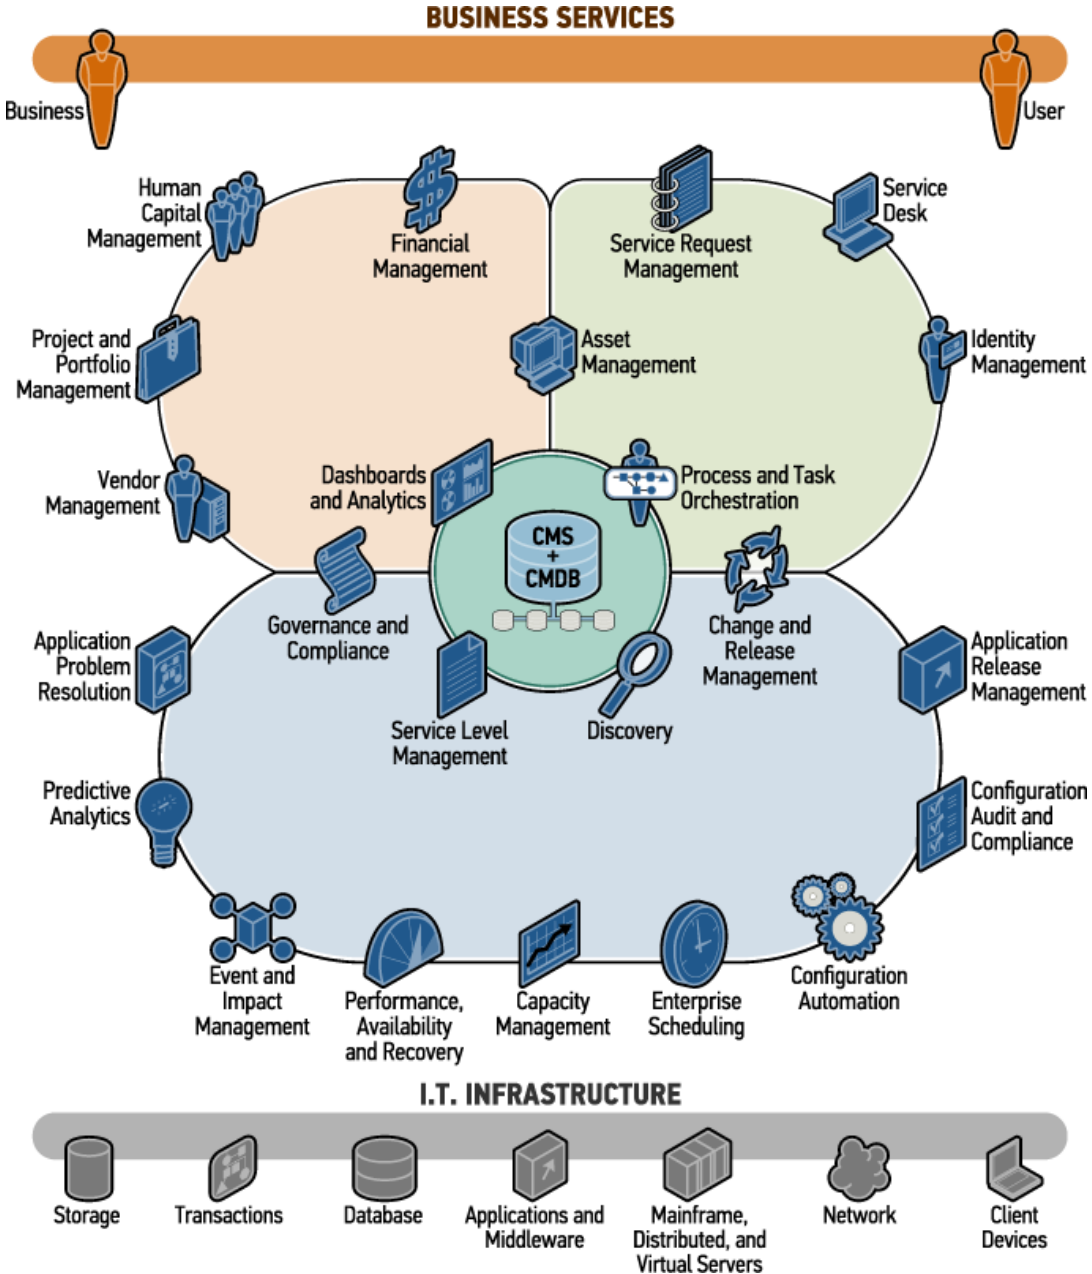 BUSINESS SERVICES
Business
User
Human
Capital
Management
Financial
Management
Service Request
Management
Service
Desk
Project and
Portfolio
Management
Asset
Management
Identity
Management
Vendor
Management
Dashboards
and Analytics
Process and Task
Orchestration
CMS
+
CMDB
Governance and
Compliance
Change and
Release
Management
Application
Problem
Resolution
Application
Release
Management
Service Level
Management
Discovery
Predictive
Analytics
Configuration
Audit and
Compliance
Event and
Impact
Management
Performance,
Availability
and Recovery
Capacity
Management
Enterprise
Scheduling
Configuration
Automation
I.T. INFRASTRUCTURE
Storage
Transactions
Database
Applications and
Middleware
Mainframe,
Distributed, and
Virtual Servers
Network
Client
Devices